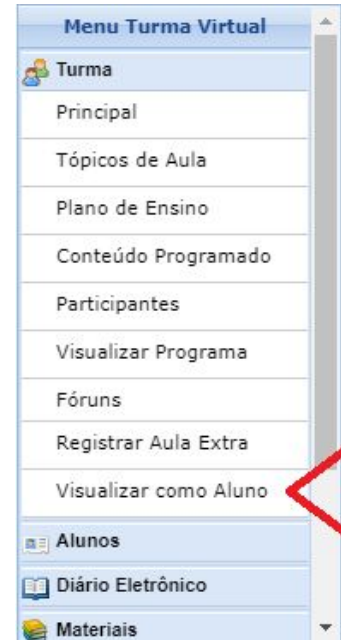 Menu Turma Virtual
Turma
Principal
Tópicos de Aula
Plano de Ensino
Conteúdo Programado
Participantes
Visualizar Programa
Fóruns
Registrar Aula Extra
Visualizar como Aluno
Alunos
Diário Eletrônico
Materiais